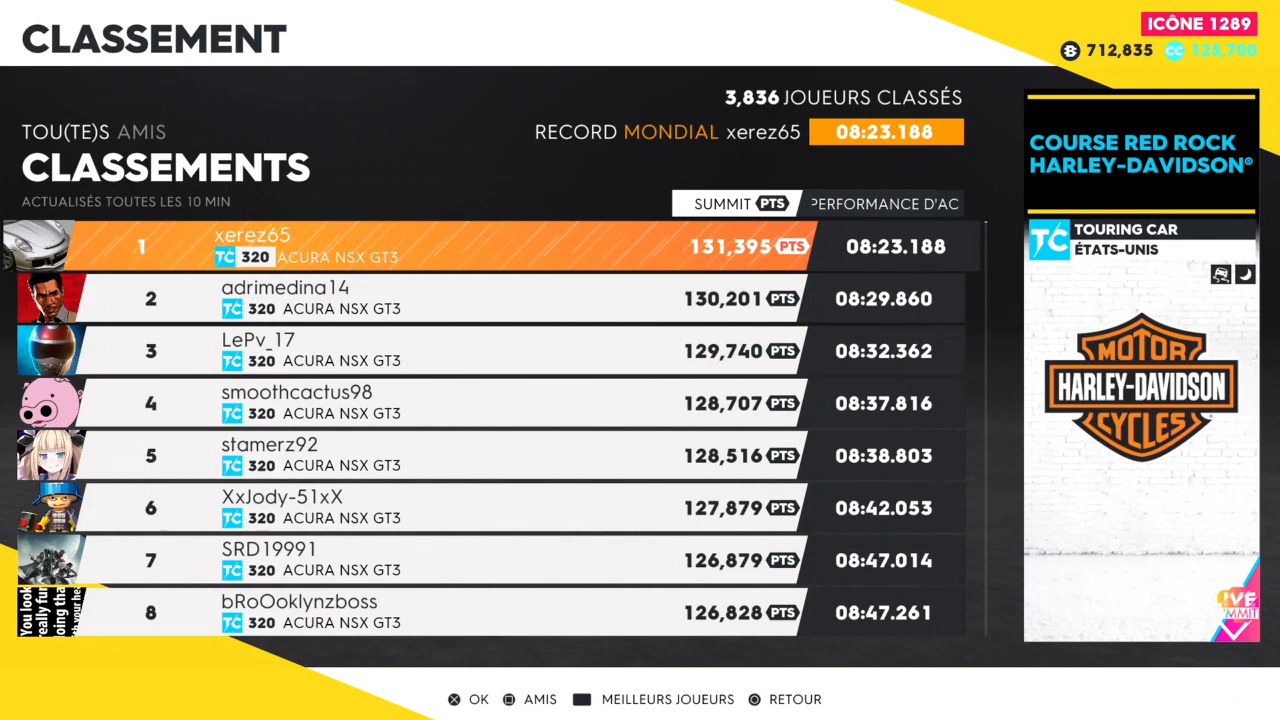 CLASSEMENT
ICÔNE 1289
712,835 CC 125,700
3,836 JOUEURS CLASSÉS
TOU(TE)S AMIS
RECORD MONDIAL xerez65 08:23.188
CLASSEMENTS
ACTUALISÉS TOUTES LES 10 MIN
SUMMIT PTS PERFORMANCE D'AC
1 xerez65 131,395 PTS 08:23.188
TC 320 ACURA NSX GT3
2 adrimedina14 130,201 PTS 08:29.860
TC 320 ACURA NSX GT3
3 LePv_17 129,740 PTS 08:32.362
TC 320 ACURA NSX GT3
4 smoothcactus98 128,707 PTS 08:37.816
TC 320 ACURA NSX GT3
5 stamerz92 128,516 PTS 08:38.803
TC 320 ACURA NSX GT3
6 XxJody-51xX 127,879 PTS 08:42.053
TC 320 ACURA NSX GT3
7 SRD19991 126,879 PTS 08:47.014
TC 320 ACURA NSX GT3
8 bRoOoklynzboss 126,828 PTS 08:47.261
TC 320 ACURA NSX GT3
You look
really fun
doing tha
COURSE RED ROCK
HARLEY-DAVIDSON®
TC TOURING CAR
ÉTATS-UNIS
MOTOR
HARLEY-DAVIDSON
CYCLES
OK AMIS MEILLEURS JOUEURS RETOUR